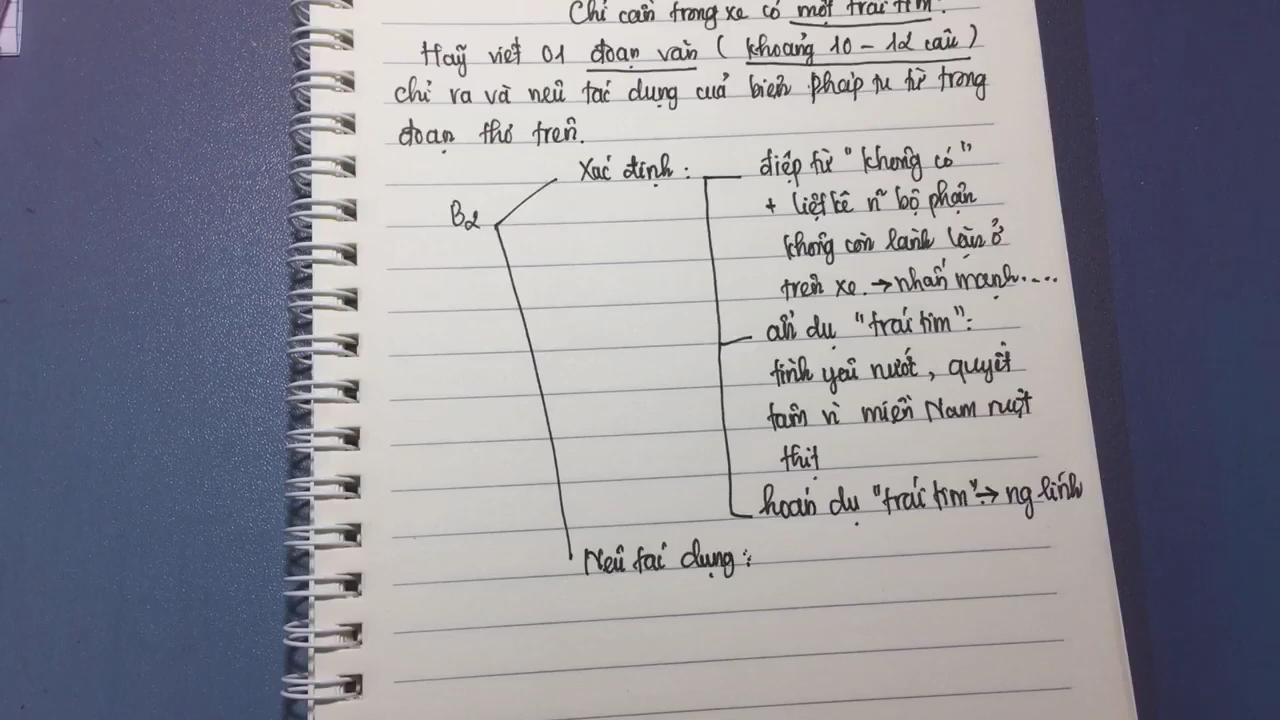 Chỉ cần trong xe có một trái tim.
Hãy viết 01 đoạn văn (khoảng 10 - 12 câu)
chỉ ra và nêu tác dụng của biện pháp tu từ trong
đoạn thơ trên.
Xác định : điệp từ "không có"
B2
+ liệt kê n~ bộ phận
không còn lành lặn ở
trên xe → nhấn mạnh....
ẩn dụ "trái tim":
tình yêu nước, quyết
tâm vì miền Nam ruột
thịt
hoán dụ "trái tim" → ng lính
Nêu tác dụng :